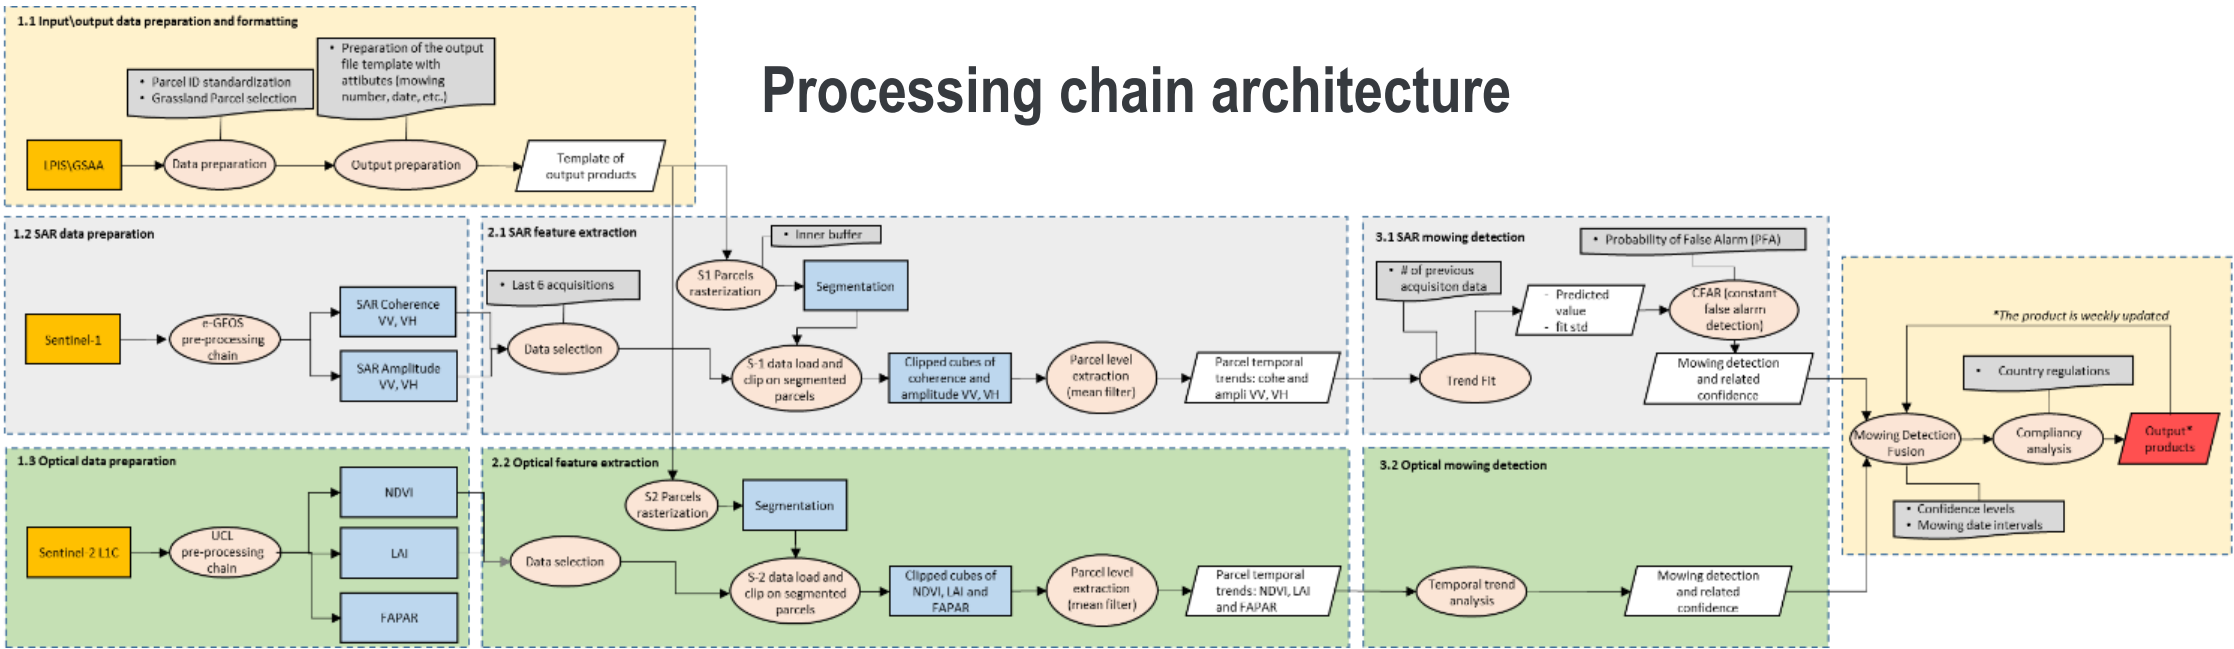 Processing chain architecture
1.1 Input\output data preparation and formatting
• Parcel ID standardization
• Grassland Parcel selection
• Preparation of the output
file template with
attibutes (mowing
number, date, etc.)
LPIS\GSAA
Data preparation
Output preparation
Template of
output products
1.2 SAR data preparation
Sentinel-1
e-GEOS
pre-processing
chain
SAR Coherence
VV, VH
SAR Amplitude
VV, VH
2.1 SAR feature extraction
• Last 6 acquisitions
Data selection
• Inner buffer
S1 Parcels
rasterization
Segmentation
S-1 data load and
clip on segmented
parcels
Clipped cubes of
coherence and
amplitude VV, VH
Parcel level
extraction
(mean filter)
Parcel temporal
trends: cohe and
ampli VV, VH
3.1 SAR mowing detection
• # of previous
acquisiton data
Trend Fit
- Predicted
value
- fit std
• Probability of False Alarm (PFA)
CFAR (constant
false alarm
detection)
Mowing detection
and related
confidence
1.3 Optical data preparation
Sentinel-2 L1C
UCL
pre-processing
chain
NDVI
LAI
FAPAR
2.2 Optical feature extraction
Data selection
S2 Parcels
rasterization
Segmentation
S-2 data load and
clip on segmented
parcels
Clipped cubes of
NDVI, LAI and
FAPAR
Parcel level
extraction
(mean filter)
Parcel temporal
trends: NDVI, LAI
and FAPAR
3.2 Optical mowing detection
Temporal trend
analysis
Mowing detection
and related
confidence
*The product is weekly updated
• Country regulations
Mowing Detection
Fusion
Compliancy
analysis
Output*
products
• Confidence levels
• Mowing date intervals